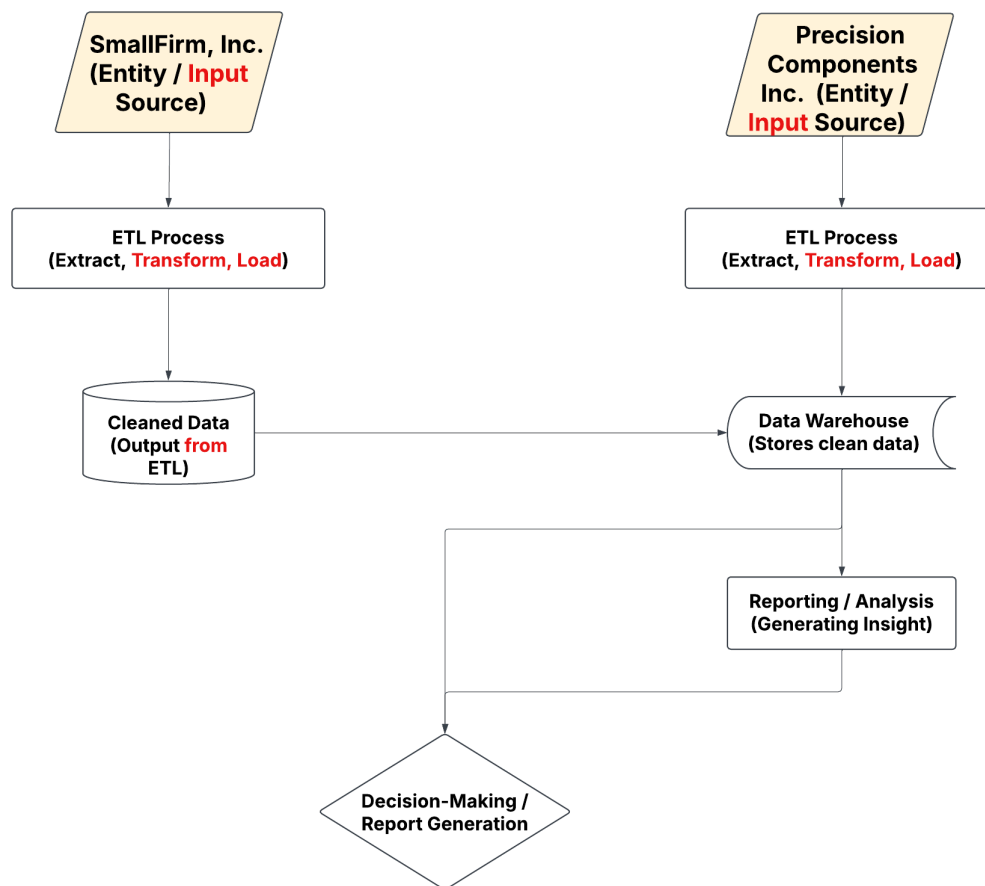 SmallFirm, Inc.
(Entity / Input
Source)
Precision
Components
Inc. (Entity /
Input Source)
ETL Process
(Extract, Transform, Load)
ETL Process
(Extract, Transform, Load)
Cleaned Data
(Output from
ETL)
Data Warehouse
(Stores clean data)
Reporting / Analysis
(Generating Insight)
Decision-Making /
Report Generation